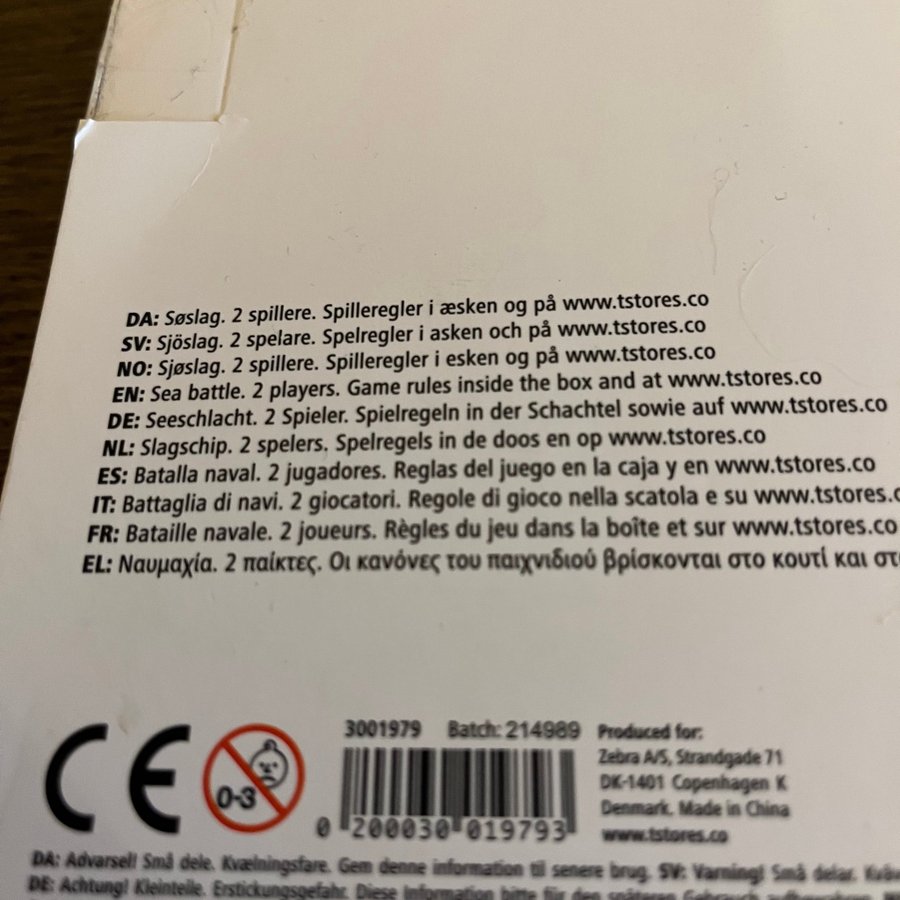 DA: Søslag. 2 spillere. Spilleregler i æsken og på www.tstores.co
SV: Sjöslag. 2 spelare. Spelregler i asken och på www.tstores.co
NO: Sjøslag. 2 spillere. Spilleregler i esken og på www.tstores.co
EN: Sea battle. 2 players. Game rules inside the box and at www.tstores.co
DE: Seeschlacht. 2 Spieler. Spielregeln in der Schachtel sowie auf www.tstores.co
NL: Slagschip. 2 spelers. Spelregels in de doos en op www.tstores.co
ES: Batalla naval. 2 jugadores. Reglas del juego en la caja y en www.tstores.co
IT: Battaglia di navi. 2 giocatori. Regole di gioco nella scatola e su www.tstores.c
FR: Bataille navale. 2 joueurs. Règles du jeu dans la boîte et sur www.tstores.co
EL: Ναυμαχία. 2 παίκτες. Οι κανόνες του παιχνιδιού βρίσκονται στο κουτί και στ
CE
0-3
3001979 Batch: 214989
0 200030 019793
Produced for:
Zebra A/S, Strandgade 71
DK-1401 Copenhagen K
Denmark. Made in China
www.tstores.co
DA: Advarsel! Små dele. Kvælningsfare. Gem denne information til senere brug. SV: Varning! Små delar.
DE: Achtung! Kleinteile. Erstickungsgefahr. Diese Information bitte für den späteren Gebrauch